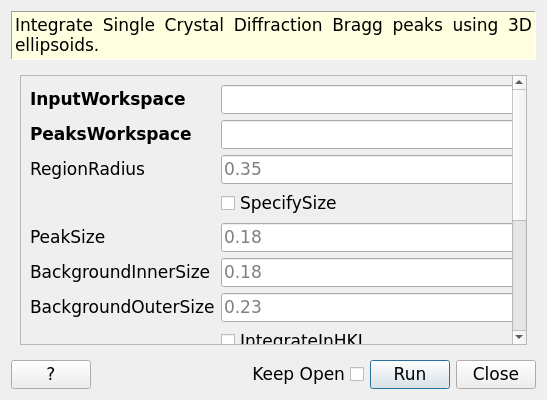 Integrate Single Crystal Diffraction Bragg peaks using 3D
ellipsoids.
InputWorkspace
PeaksWorkspace
RegionRadius 0.35
SpecifySize
PeakSize 0.18
BackgroundInnerSize 0.18
BackgroundOuterSize 0.23
IntegrateInHKL
? Keep Open Run Close